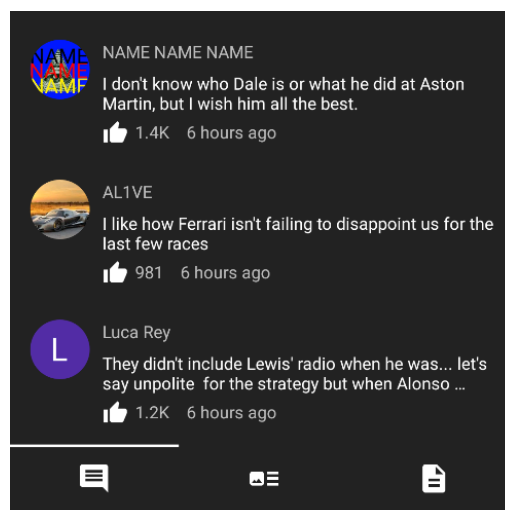 NAME
NAME
NAME
NAME NAME NAME
I don't know who Dale is or what he did at Aston
Martin, but I wish him all the best.
1.4K 6 hours ago
AL1VE
I like how Ferrari isn't failing to disappoint us for the
last few races
981 6 hours ago
L
Luca Rey
They didn't include Lewis' radio when he was... let's
say unpolite for the strategy but when Alonso ...
1.2K 6 hours ago